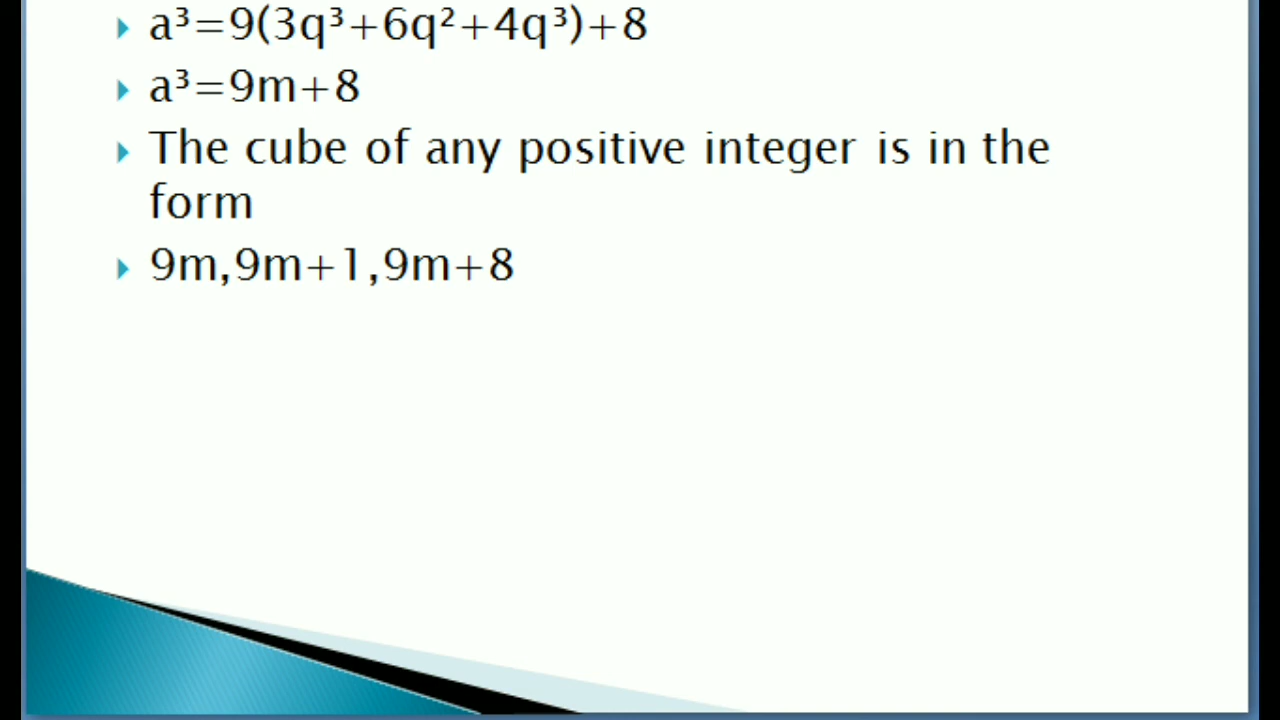 a³=9(3q³+6q²+4q³)+8
a³=9m+8
The cube of any positive integer is in the
form
9m,9m+1,9m+8